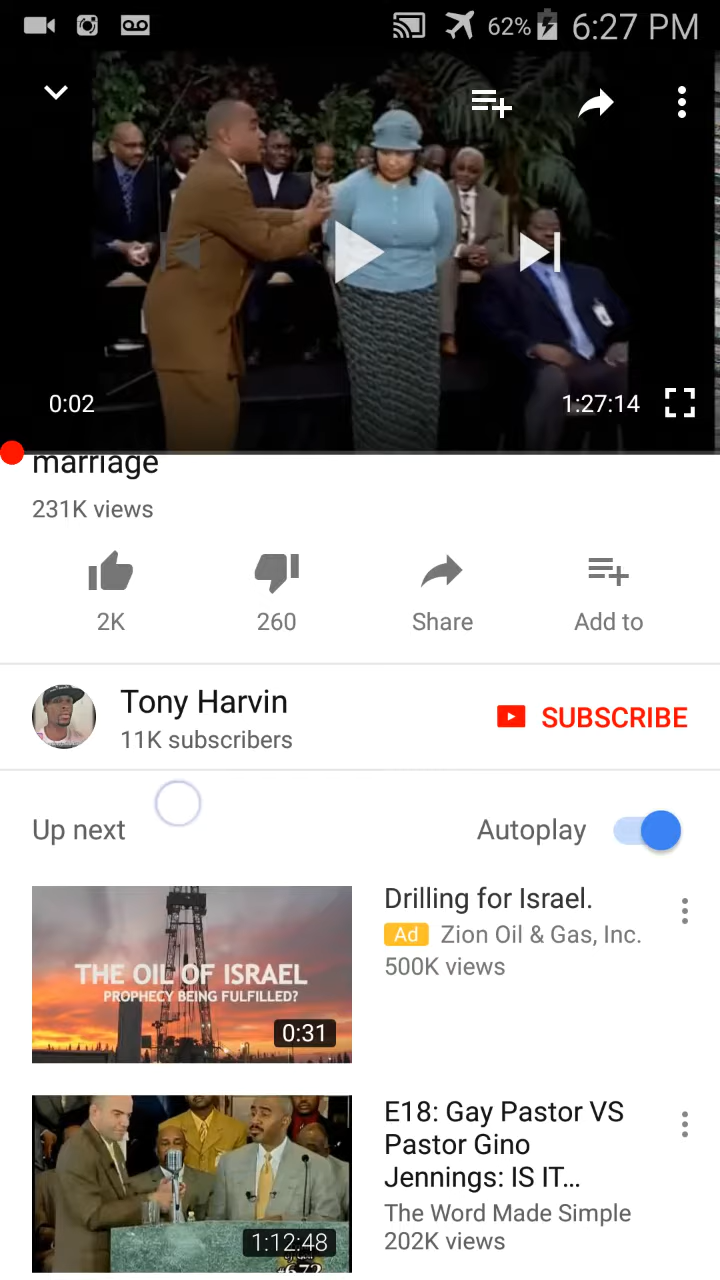 62% 6:27 PM
0:02
1:27:14
marriage
231K views
2K
260
Share
Add to
Tony Harvin
11K subscribers
SUBSCRIBE
Up next
Autoplay
THE OIL OF ISRAEL
PROPHECY BEING FULFILLED?
0:31
Drilling for Israel.
Ad Zion Oil & Gas, Inc.
500K views
1:12:48
#672
E18: Gay Pastor VS
Pastor Gino
Jennings: IS IT...
The Word Made Simple
202K views